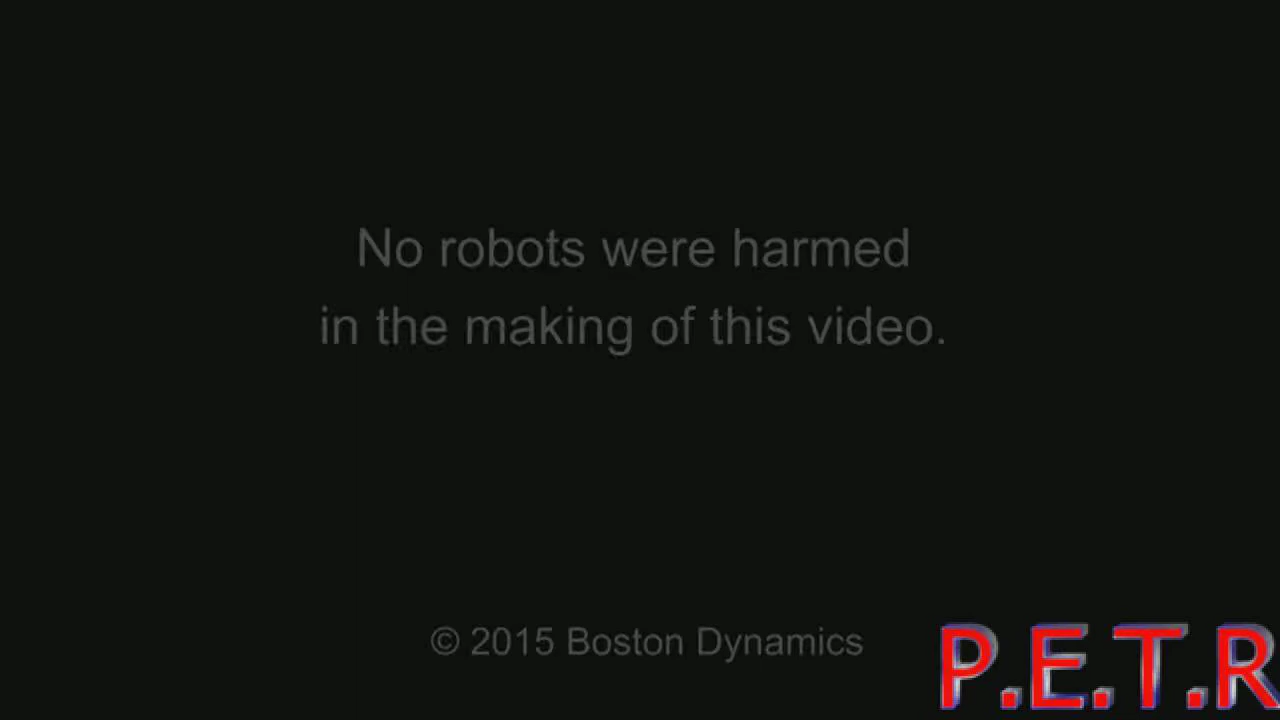 No robots were harmed
in the making of this video.
© 2015 Boston Dynamics
P.E.T.R